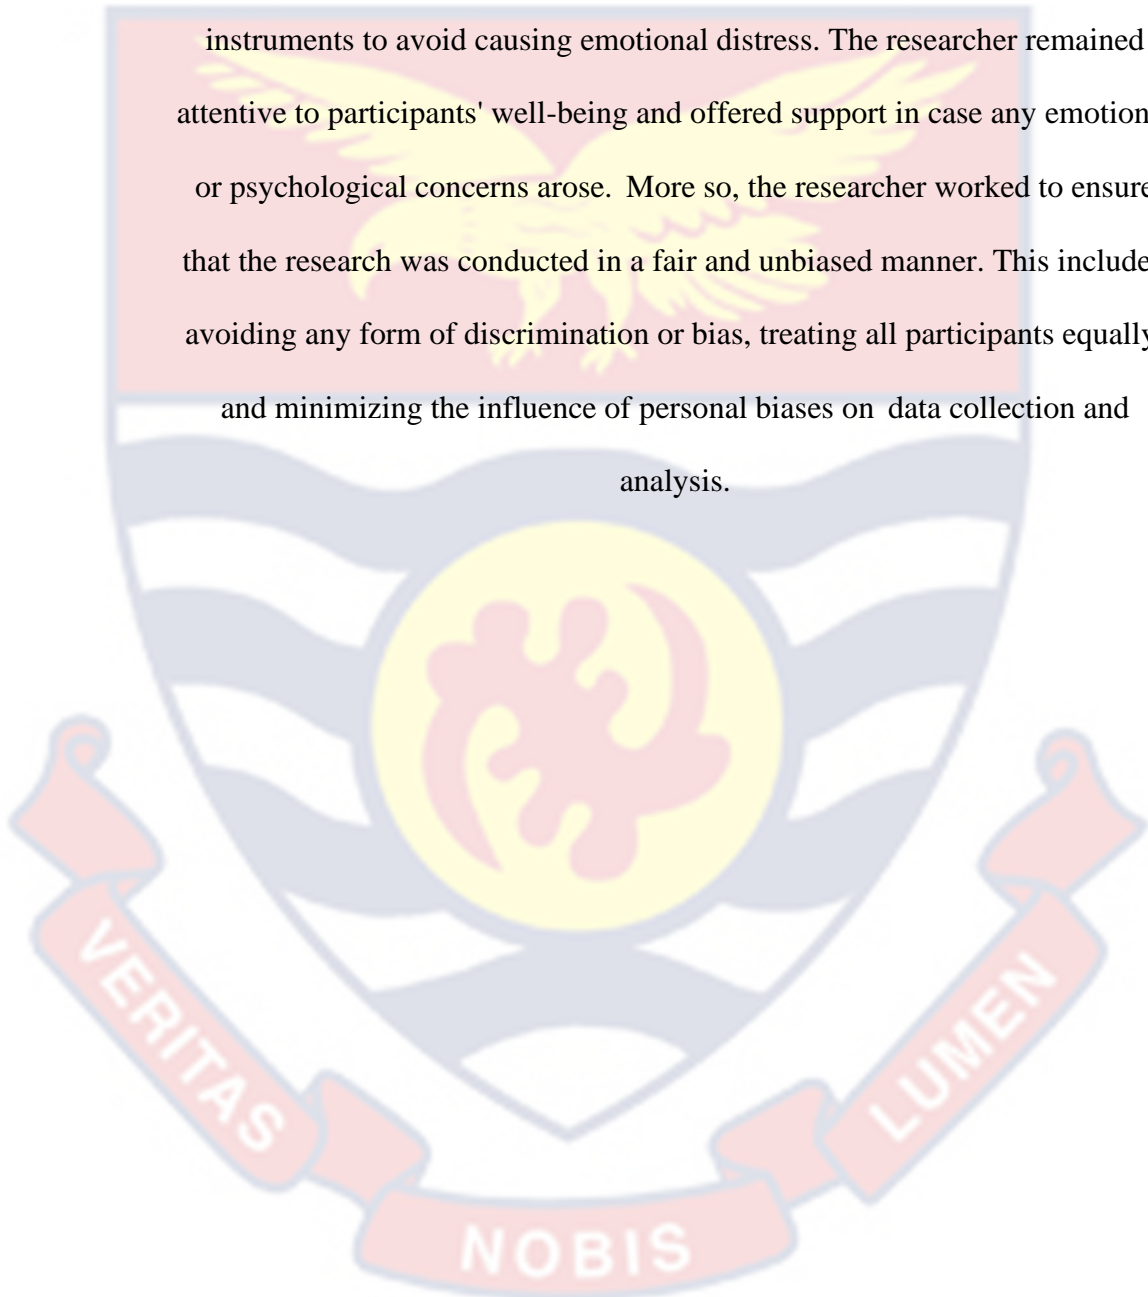 instruments to avoid causing emotional distress. The researcher remained
attentive to participants' well-being and offered support in case any emotion
or psychological concerns arose. More so, the researcher worked to ensure
that the research was conducted in a fair and unbiased manner. This include
avoiding any form of discrimination or bias, treating all participants equally
and minimizing the influence of personal biases on data collection and
analysis.
VERITAS
NOBIS
LUMEN